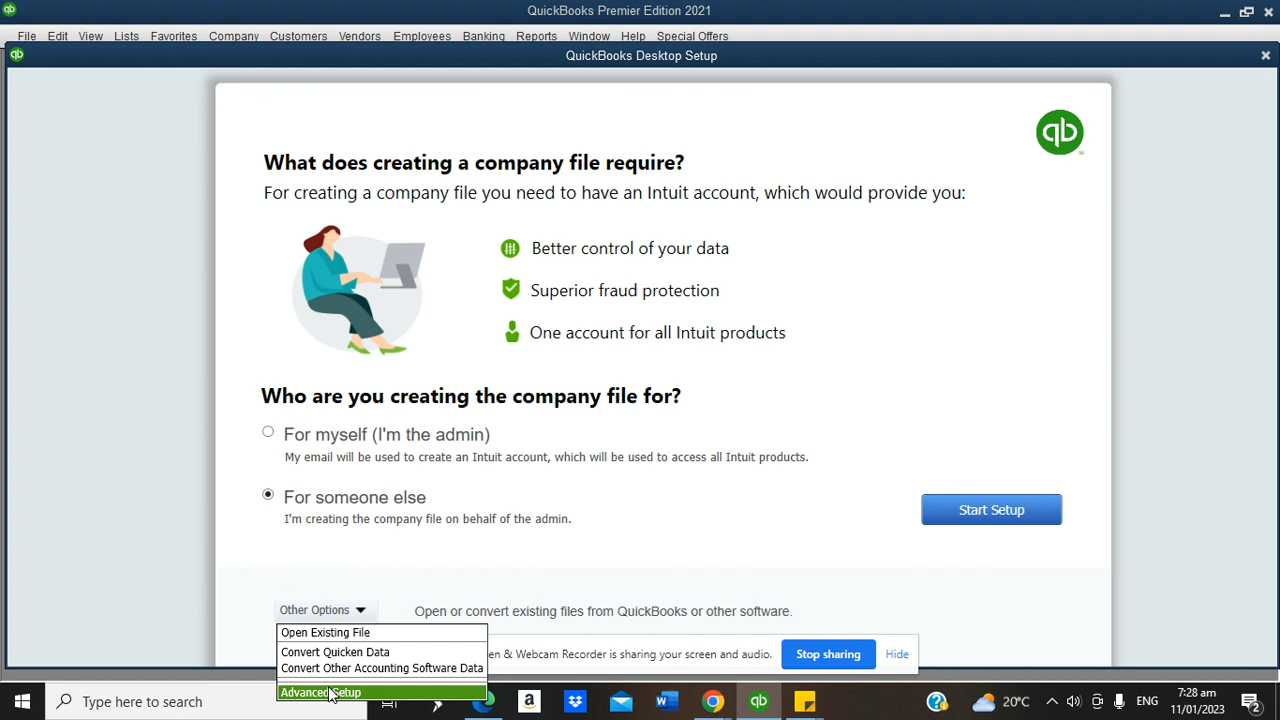 QuickBooks Premier Edition 2021
File Edit View Lists Favorites Company Customers Vendors Employees Banking Reports Window Help Special Offers
QuickBooks Desktop Setup
qb
What does creating a company file require?
For creating a company file you need to have an Intuit account, which would provide you:
Better control of your data
Superior fraud protection
One account for all Intuit products
Who are you creating the company file for?
For myself (I'm the admin)
My email will be used to create an Intuit account, which will be used to access all Intuit products.
For someone else
I'm creating the company file on behalf of the admin.
Start Setup
Other Options
Open or convert existing files from QuickBooks or other software.
Open Existing File
Convert Quicken Data
Convert Other Accounting Software Data
Advanced Setup
& Webcam Recorder is sharing your screen and audio.
Stop sharing
Hide
Type here to search
20°C
ENG
7:28 am
11/01/2023
2